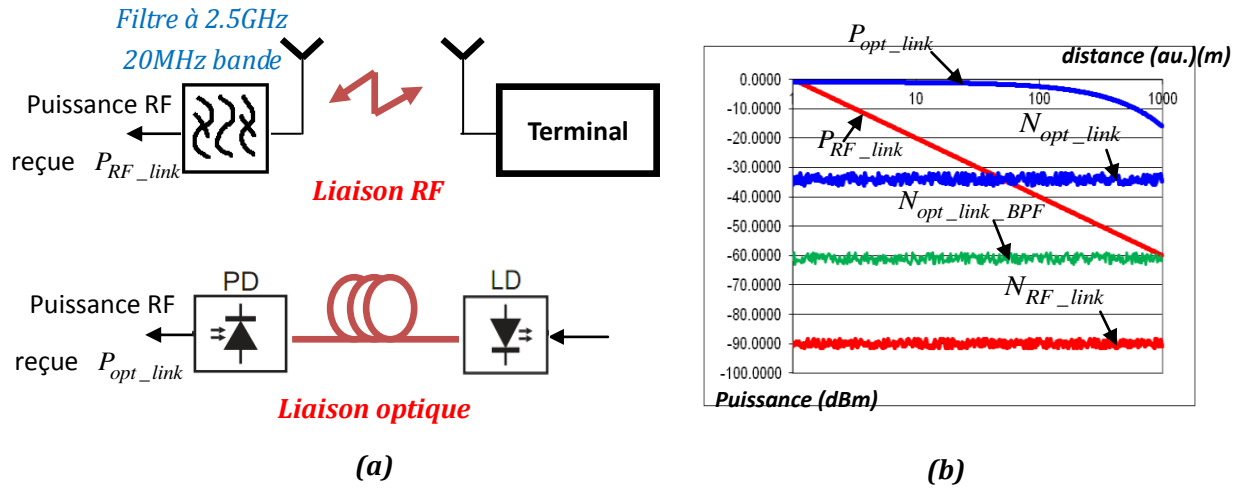 Filtre à 2.5GHz
20MHz bande
Puissance RF
reçue P_RF_link
Terminal
Liaison RF
PD
LD
Puissance RF
reçue P_opt_link
Liaison optique
(a)
P_opt_link
distance (au.)(m)
0.0000
1 10 100 1000
-10.0000
P_RF_link
N_opt_link
-20.0000
-30.0000
-40.0000
N_opt_link_BPF
-50.0000
-60.0000
N_RF_link
-70.0000
-80.0000
-90.0000
-100.0000
Puissance (dBm)
(b)